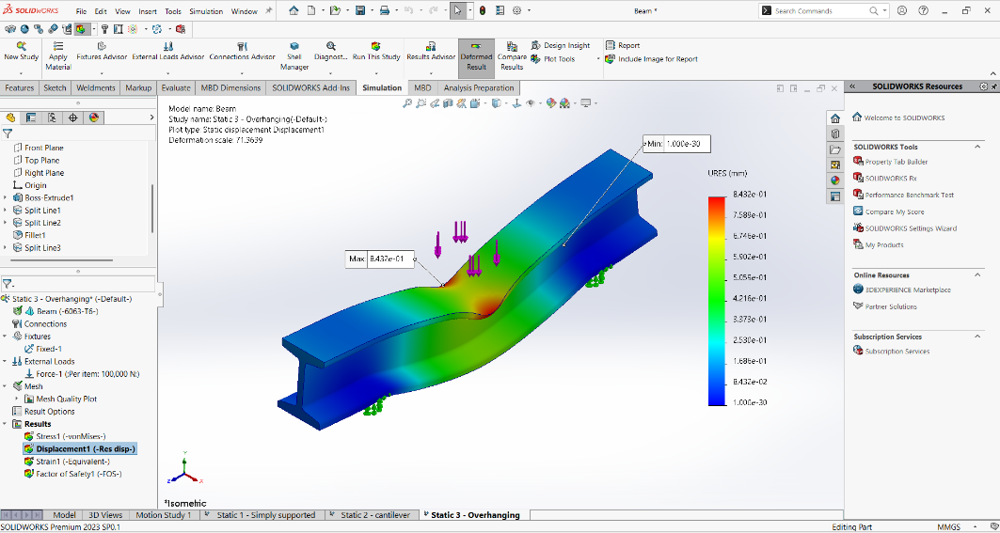 SOLIDWORKS File Edit View Insert Tools Simulation Window Beam * Search Commands
New Study Apply Material Fixtures Advisor External Loads Advisor Connections Advisor Shell Manager Diagnost... Run This Study Results Advisor Deformed Result Compare Results Design Insight Plot Tools Report Include Image for Report
Features Sketch Weldments Markup Evaluate MBD Dimensions SOLIDWORKS Add-Ins Simulation MBD Analysis Preparation
Front Plane
Top Plane
Right Plane
Origin
Boss-Extrude1
Split Line1
Split Line2
Fillet1
Split Line3
Static 3 - Overhanging* (-Default-)
Beam (-6063-T6-)
Connections
Fixtures
Fixed-1
External Loads
Force-1 (:Per item: 100,000 N:)
Mesh
Mesh Quality Plot
Result Options
Results
Stress1 (-vonMises-)
Displacement1 (-Res disp-)
Strain1 (-Equivalent-)
Factor of Safety1 (-FOS-)
Model name: Beam
Study name: Static 3 - Overhanging(-Default-)
Plot type: Static displacement Displacement1
Deformation scale: 71.3639
Min: 1.000e-30
Max: 8.432e-01
URES (mm)
8.432e-01
7.589e-01
6.746e-01
5.902e-01
5.059e-01
4.216e-01
3.373e-01
2.530e-01
1.686e-01
8.432e-02
1.000e-30
Y
Z
X
*Isometric
SOLIDWORKS Resources
Welcome to SOLIDWORKS
SOLIDWORKS Tools
Property Tab Builder
SOLIDWORKS Rx
Performance Benchmark Test
Compare My Score
SOLIDWORKS Settings Wizard
My Products
Online Resources
3DEXPERIENCE Marketplace
Partner Solutions
Subscription Services
Subscription Services
Model 3D Views Motion Study 1 Static 1 - Simply supported Static 2 - cantilever Static 3 - Overhanging
SOLIDWORKS Premium 2023 SP0.1 Editing Part MMGS